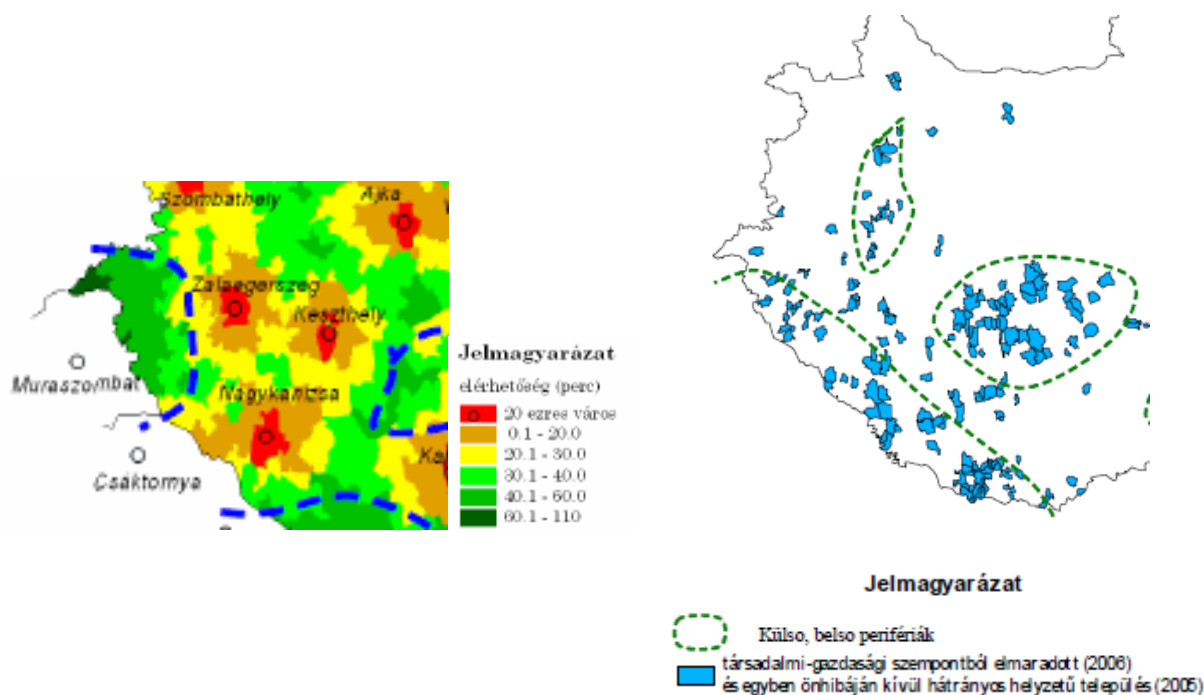 Szombathely
Ajka
Zalaegerszeg
Keszthely
Muraszombat
Nagykanizsa
Csáktornya
Ka
Jelmagyarázat
elérhetőség (perc)
20 ezres város
0.1 - 20.0
20.1 - 30.0
30.1 - 40.0
40.1 - 60.0
60.1 - 110
Jelmagyarázat
Külso, belso perifériák
társadalmi-gazdasági szempontból elmaradott (2006)
és egyben önhibáján kívül hátrányos helyzetű település (2005)